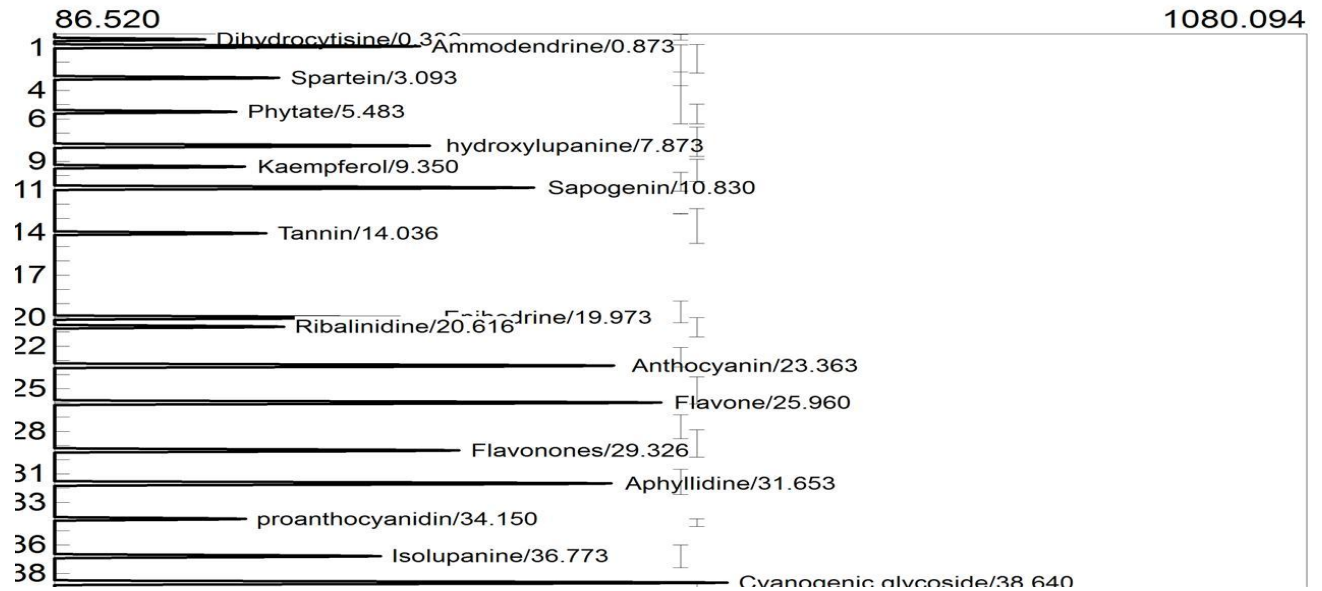 86.520 1080.094
Dihydrocytisine/0.
1 Ammodendrine/0.873
Spartein/3.093
4
Phytate/5.483
6
hydroxylupanine/7.873
9 Kaempferol/9.350
11 Sapogenin/10.830
14 Tannin/14.036
17
20 /19.973
Ribalinidine/20.616
22
Anthocyanin/23.363
25
Flavone/25.960
28
Flavonones/29.326
31
Aphyllidine/31.653
33
proanthocyanidin/34.150
36
Isolupanine/36.773
38 Cyanogenic glycoside/38.640